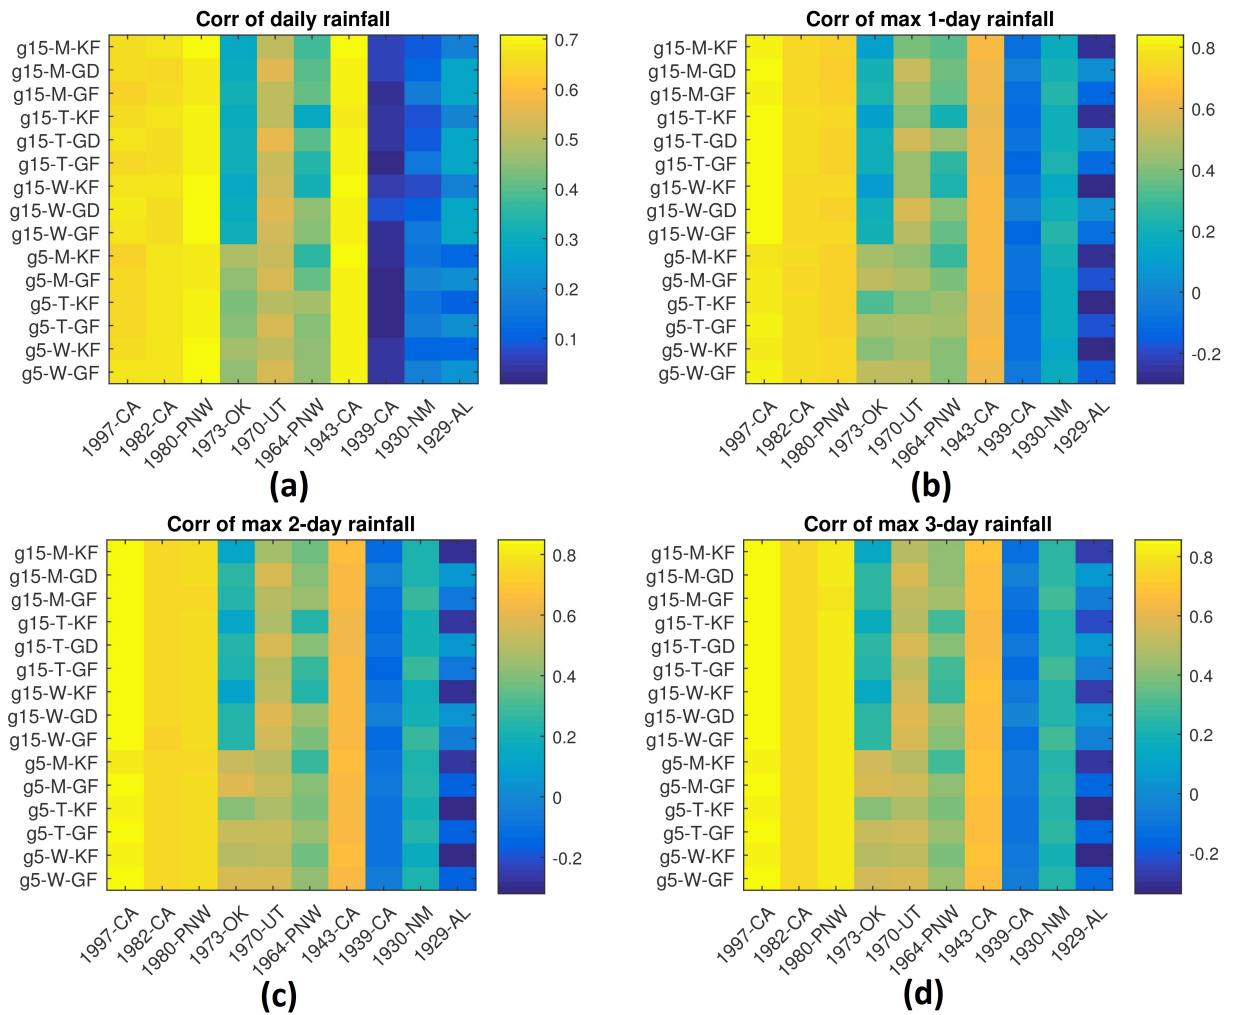 Corr of daily rainfall
g15-M-KF
g15-M-GD
g15-M-GF
g15-T-KF
g15-T-GD
g15-T-GF
g15-W-KF
g15-W-GD
g15-W-GF
g5-M-KF
g5-M-GF
g5-T-KF
g5-T-GF
g5-W-KF
g5-W-GF
0.7
0.6
0.5
0.4
0.3
0.2
0.1
1997-CA
1982-CA
1980-PNW
1973-OK
1970-UT
1964-PNW
1943-CA
1939-CA
1930-NM
1929-AL
(a)
Corr of max 1-day rainfall
g15-M-KF
g15-M-GD
g15-M-GF
g15-T-KF
g15-T-GD
g15-T-GF
g15-W-KF
g15-W-GD
g15-W-GF
g5-M-KF
g5-M-GF
g5-T-KF
g5-T-GF
g5-W-KF
g5-W-GF
0.8
0.6
0.4
0.2
0
-0.2
1997-CA
1982-CA
1980-PNW
1973-OK
1970-UT
1964-PNW
1943-CA
1939-CA
1930-NM
1929-AL
(b)
Corr of max 2-day rainfall
g15-M-KF
g15-M-GD
g15-M-GF
g15-T-KF
g15-T-GD
g15-T-GF
g15-W-KF
g15-W-GD
g15-W-GF
g5-M-KF
g5-M-GF
g5-T-KF
g5-T-GF
g5-W-KF
g5-W-GF
0.8
0.6
0.4
0.2
0
-0.2
1997-CA
1982-CA
1980-PNW
1973-OK
1970-UT
1964-PNW
1943-CA
1939-CA
1930-NM
1929-AL
(c)
Corr of max 3-day rainfall
g15-M-KF
g15-M-GD
g15-M-GF
g15-T-KF
g15-T-GD
g15-T-GF
g15-W-KF
g15-W-GD
g15-W-GF
g5-M-KF
g5-M-GF
g5-T-KF
g5-T-GF
g5-W-KF
g5-W-GF
0.8
0.6
0.4
0.2
0
-0.2
1997-CA
1982-CA
1980-PNW
1973-OK
1970-UT
1964-PNW
1943-CA
1939-CA
1930-NM
1929-AL
(d)